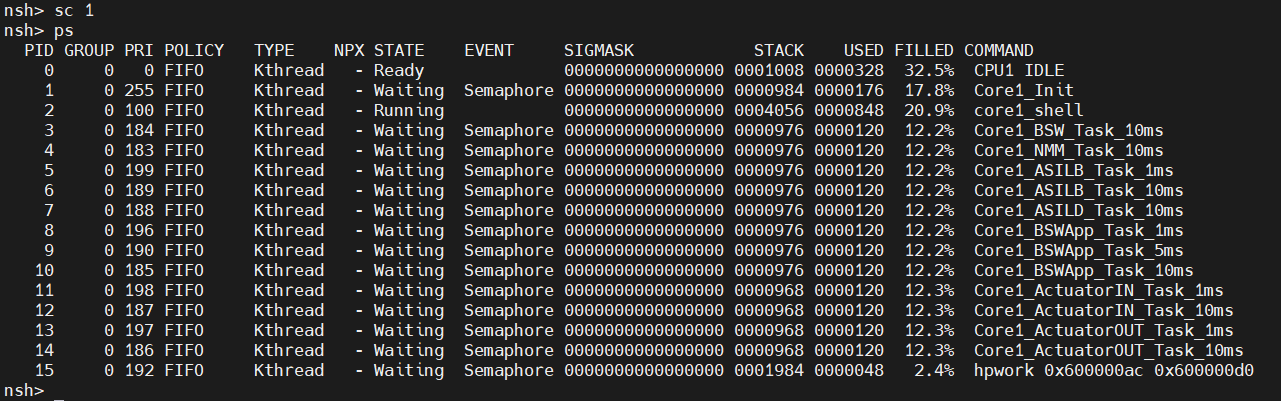 nsh> sc 1
nsh> ps
  PID GROUP PRI POLICY   TYPE    NPX STATE    EVENT     SIGMASK            STACK    USED FILLED COMMAND
    0     0   0 FIFO     Kthread   - Ready              0000000000000000 0001008 0000328  32.5%  CPU1 IDLE
    1     0 255 FIFO     Kthread   - Waiting  Semaphore 0000000000000000 0000984 0000176  17.8%  Core1_Init
    2     0 100 FIFO     Kthread   - Running            0000000000000000 0004056 0000848  20.9%  core1_shell
    3     0 184 FIFO     Kthread   - Waiting  Semaphore 0000000000000000 0000976 0000120  12.2%  Core1_BSW_Task_10ms
    4     0 183 FIFO     Kthread   - Waiting  Semaphore 0000000000000000 0000976 0000120  12.2%  Core1_NMM_Task_10ms
    5     0 199 FIFO     Kthread   - Waiting  Semaphore 0000000000000000 0000976 0000120  12.2%  Core1_ASILB_Task_1ms
    6     0 189 FIFO     Kthread   - Waiting  Semaphore 0000000000000000 0000976 0000120  12.2%  Core1_ASILB_Task_10ms
    7     0 188 FIFO     Kthread   - Waiting  Semaphore 0000000000000000 0000976 0000120  12.2%  Core1_ASILD_Task_10ms
    8     0 196 FIFO     Kthread   - Waiting  Semaphore 0000000000000000 0000976 0000120  12.2%  Core1_BSWApp_Task_1ms
    9     0 190 FIFO     Kthread   - Waiting  Semaphore 0000000000000000 0000976 0000120  12.2%  Core1_BSWApp_Task_5ms
   10     0 185 FIFO     Kthread   - Waiting  Semaphore 0000000000000000 0000976 0000120  12.2%  Core1_BSWApp_Task_10ms
   11     0 198 FIFO     Kthread   - Waiting  Semaphore 0000000000000000 0000968 0000120  12.3%  Core1_ActuatorIN_Task_1ms
   12     0 187 FIFO     Kthread   - Waiting  Semaphore 0000000000000000 0000968 0000120  12.3%  Core1_ActuatorIN_Task_10ms
   13     0 197 FIFO     Kthread   - Waiting  Semaphore 0000000000000000 0000968 0000120  12.3%  Core1_ActuatorOUT_Task_1ms
   14     0 186 FIFO     Kthread   - Waiting  Semaphore 0000000000000000 0000968 0000120  12.3%  Core1_ActuatorOUT_Task_10ms
   15     0 192 FIFO     Kthread   - Waiting  Semaphore 0000000000000000 0001984 0000048   2.4%  hpwork 0x600000ac 0x600000d0
nsh> _